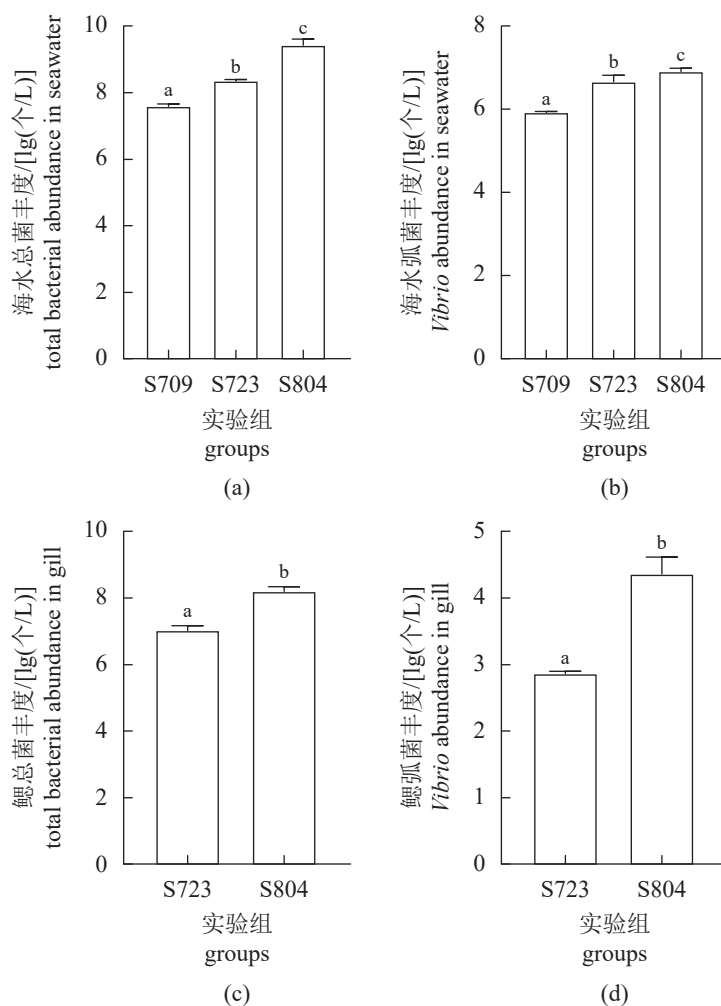 海水总菌丰度/[lg(个/L)]
total bacterial abundance in seawater
10
8
6
4
2
0
a
b
c
S709 S723 S804
实验组
groups
(a)
海水弧菌丰度/[lg(个/L)]
Vibrio abundance in seawater
8
6
4
2
0
a
b
c
S709 S723 S804
实验组
groups
(b)
鳃总菌丰度/[lg(个/L)]
total bacterial abundance in gill
10
8
6
4
2
0
a
b
S723 S804
实验组
groups
(c)
鳃弧菌丰度/[lg(个/L)]
Vibrio abundance in gill
5
4
3
2
1
0
a
b
S723 S804
实验组
groups
(d)